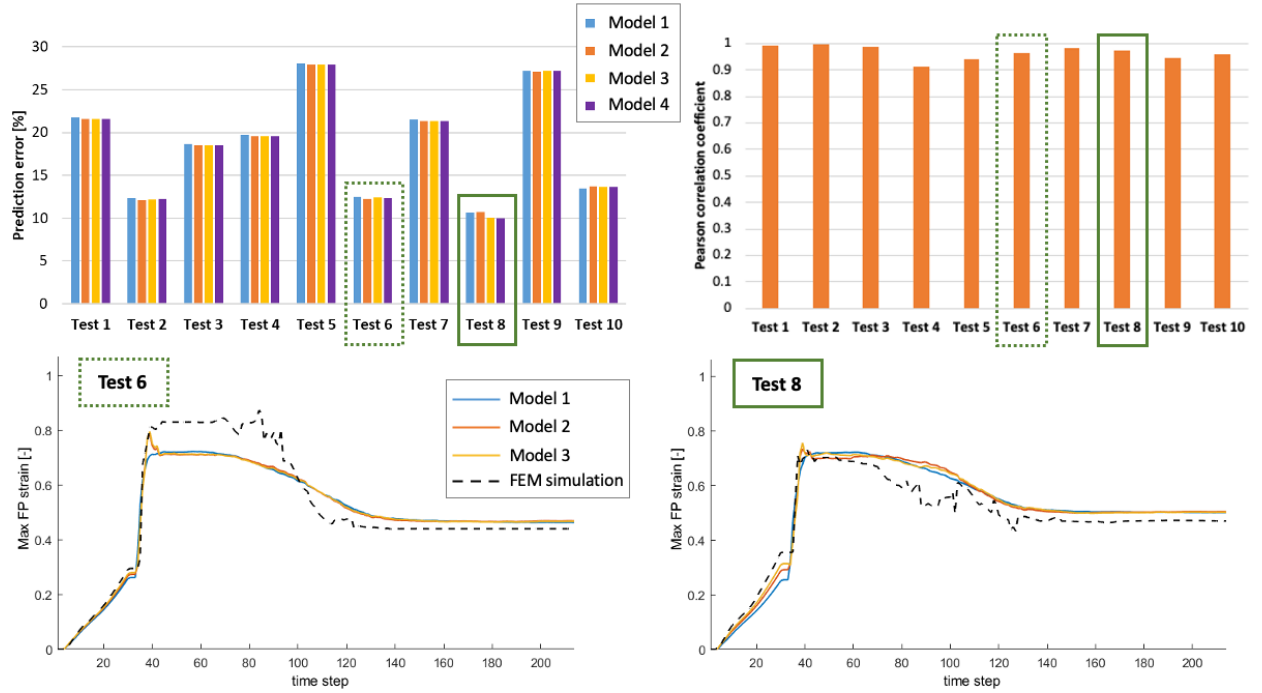 Model 1
Model 2
Model 3
Model 4
Prediction error [%]
30
25
20
15
10
5
0
Test 1 Test 2 Test 3 Test 4 Test 5 Test 6 Test 7 Test 8 Test 9 Test 10
Pearson correlation coefficient
1
0.9
0.8
0.7
0.6
0.5
0.4
0.3
0.2
0.1
0
Test 1 Test 2 Test 3 Test 4 Test 5 Test 6 Test 7 Test 8 Test 9 Test 10
Test 6
Model 1
Model 2
Model 3
FEM simulation
Max FP strain [-]
1
0.8
0.6
0.4
0.2
0
20 40 60 80 100 120 140 160 180 200
time step
Test 8
Max FP strain [-]
1
0.8
0.6
0.4
0.2
0
20 40 60 80 100 120 140 160 180 200
time step